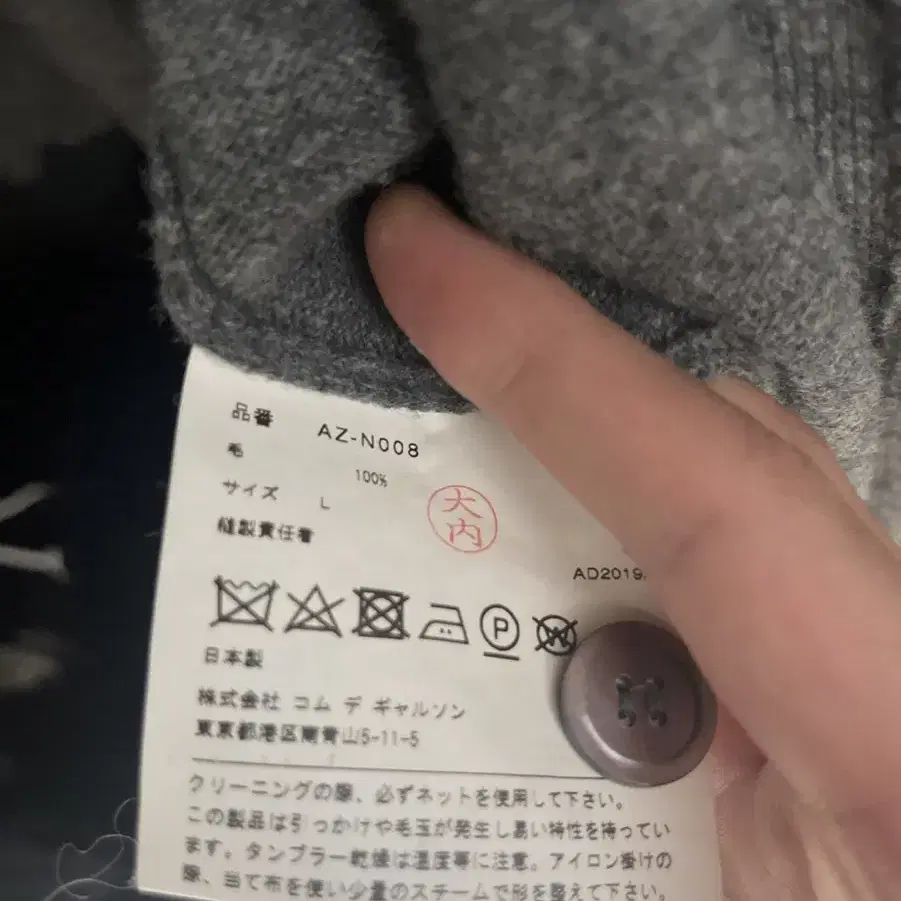 品番 AZ-N008
毛 100%
サイズ L
縫製責任者
大内
AD2019
P
W
日本製
株式会社 コム デ ギャルソン
東京都港区南青山5-11-5
クリーニングの際、必ずネットを使用して下さい。
この製品は引っかけや毛玉が発生し易い特性を持ってい
ます。タンブラー乾燥は温度等に注意。アイロン掛けの
際、当て布を使い少量のスチームで形を整えて下さい。